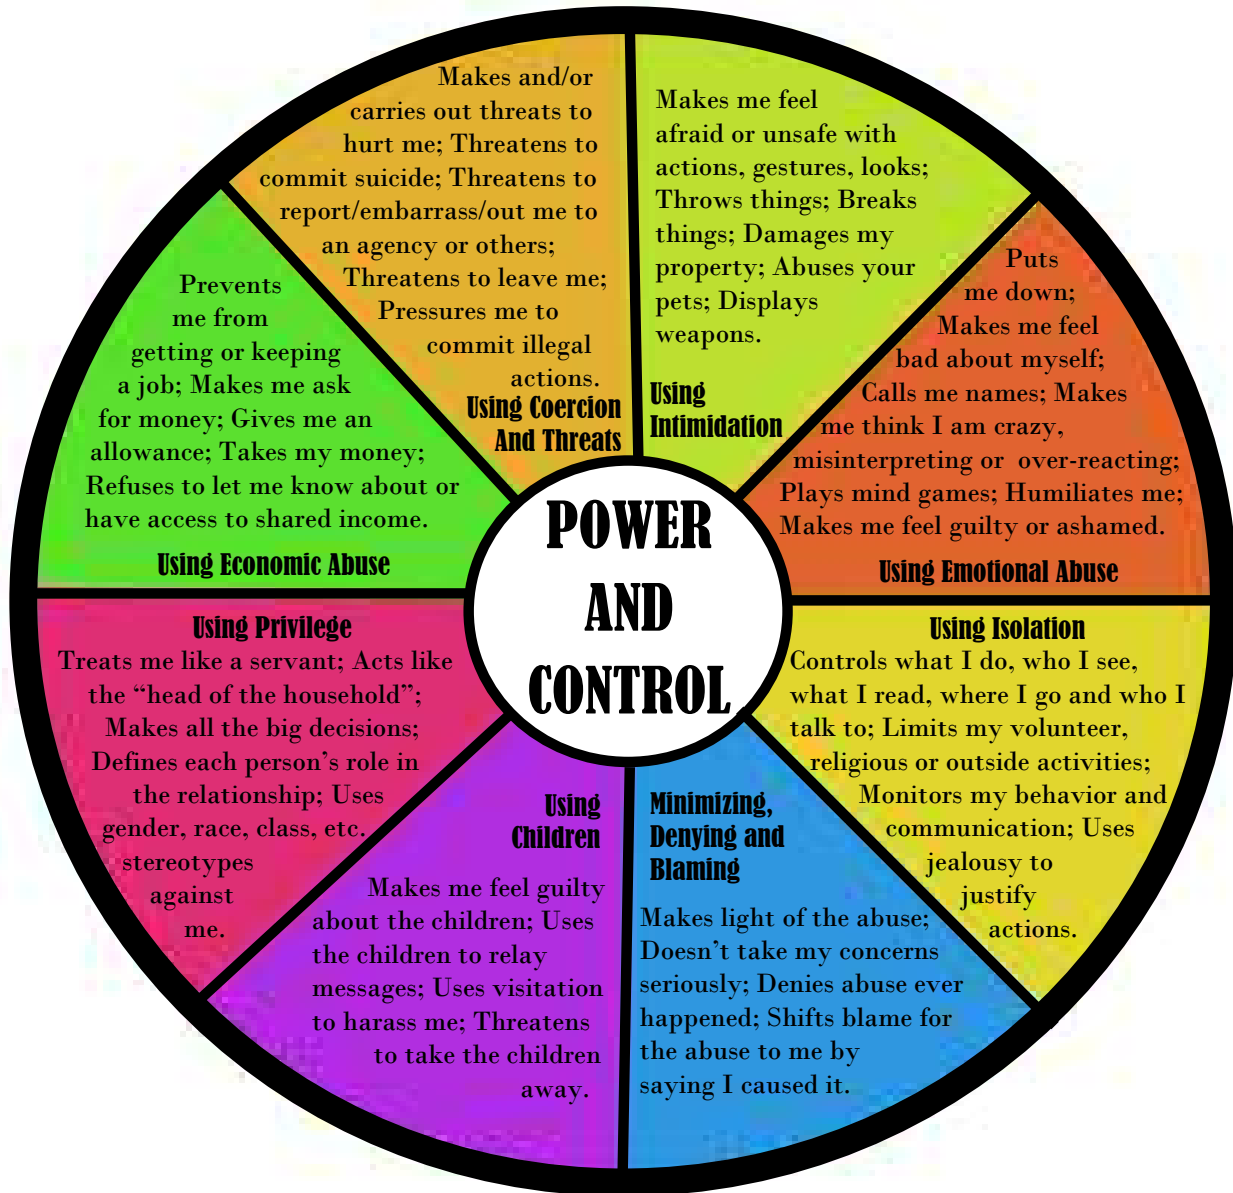 Makes and/or
carries out threats to
hurt me; Threatens to
commit suicide; Threatens to
report/embarrass/out me to
an agency or others;
Threatens to leave me;
Pressures me to
commit illegal
actions.
Using Coercion
And Threats
Makes me feel
afraid or unsafe with
actions, gestures, looks;
Throws things; Breaks
things; Damages my
property; Abuses your
pets; Displays
weapons.
Using
Intimidation
Puts
me down;
Makes me feel
bad about myself;
Calls me names; Makes
me think I am crazy,
misinterpreting or over-reacting;
Plays mind games; Humiliates me;
Makes me feel guilty or ashamed.
Using Emotional Abuse
Using Isolation
Controls what I do, who I see,
what I read, where I go and who I
talk to; Limits my volunteer,
religious or outside activities;
Monitors my behavior and
communication; Uses
jealousy to
justify
actions.
Minimizing,
Denying and
Blaming
Makes light of the abuse;
Doesn’t take my concerns
seriously; Denies abuse ever
happened; Shifts blame for
the abuse to me by
saying I caused it.
Using
Children
Makes me feel guilty
about the children; Uses
the children to relay
messages; Uses visitation
to harass me; Threatens
to take the children
away.
Using Privilege
Treats me like a servant; Acts like
the “head of the household”;
Makes all the big decisions;
Defines each person’s role in
the relationship; Uses
gender, race, class, etc.
stereotypes
against
me.
Prevents
me from
getting or keeping
a job; Makes me ask
for money; Gives me an
allowance; Takes my money;
Refuses to let me know about or
have access to shared income.
Using Economic Abuse
POWER
AND
CONTROL